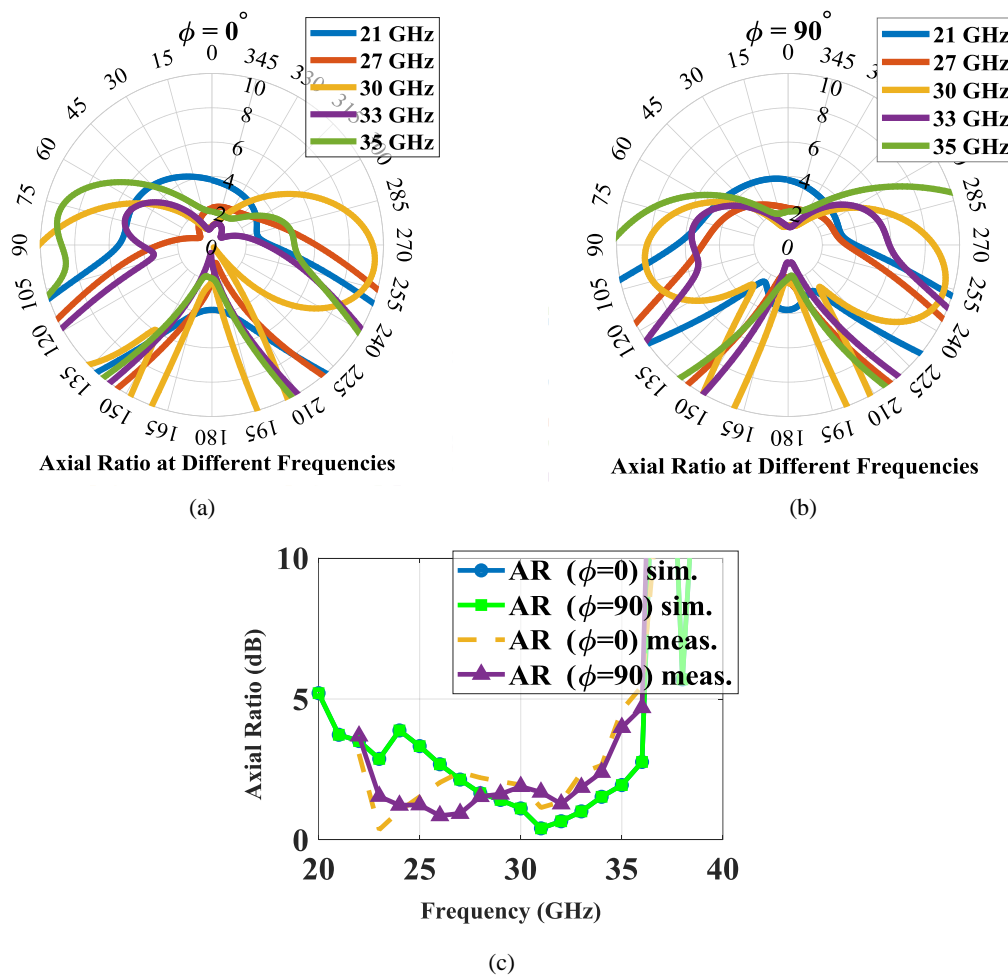 ϕ = 0°
21 GHz
27 GHz
30 GHz
33 GHz
35 GHz
0
15
30
45
60
75
90
105
120
135
150
165
180
195
210
225
240
255
270
345
330
0
2
4
6
8
10
Axial Ratio at Different Frequencies
(a)
ϕ = 90°
21 GHz
27 GHz
30 GHz
33 GHz
35 GHz
0
15
30
45
60
75
90
105
120
135
150
165
180
195
210
225
240
255
270
285
345
0
2
4
6
8
10
Axial Ratio at Different Frequencies
(b)
AR (ϕ=0) sim.
AR (ϕ=90) sim.
AR (ϕ=0) meas.
AR (ϕ=90) meas.
10
5
0
Axial Ratio (dB)
20 25 30 35 40
Frequency (GHz)
(c)